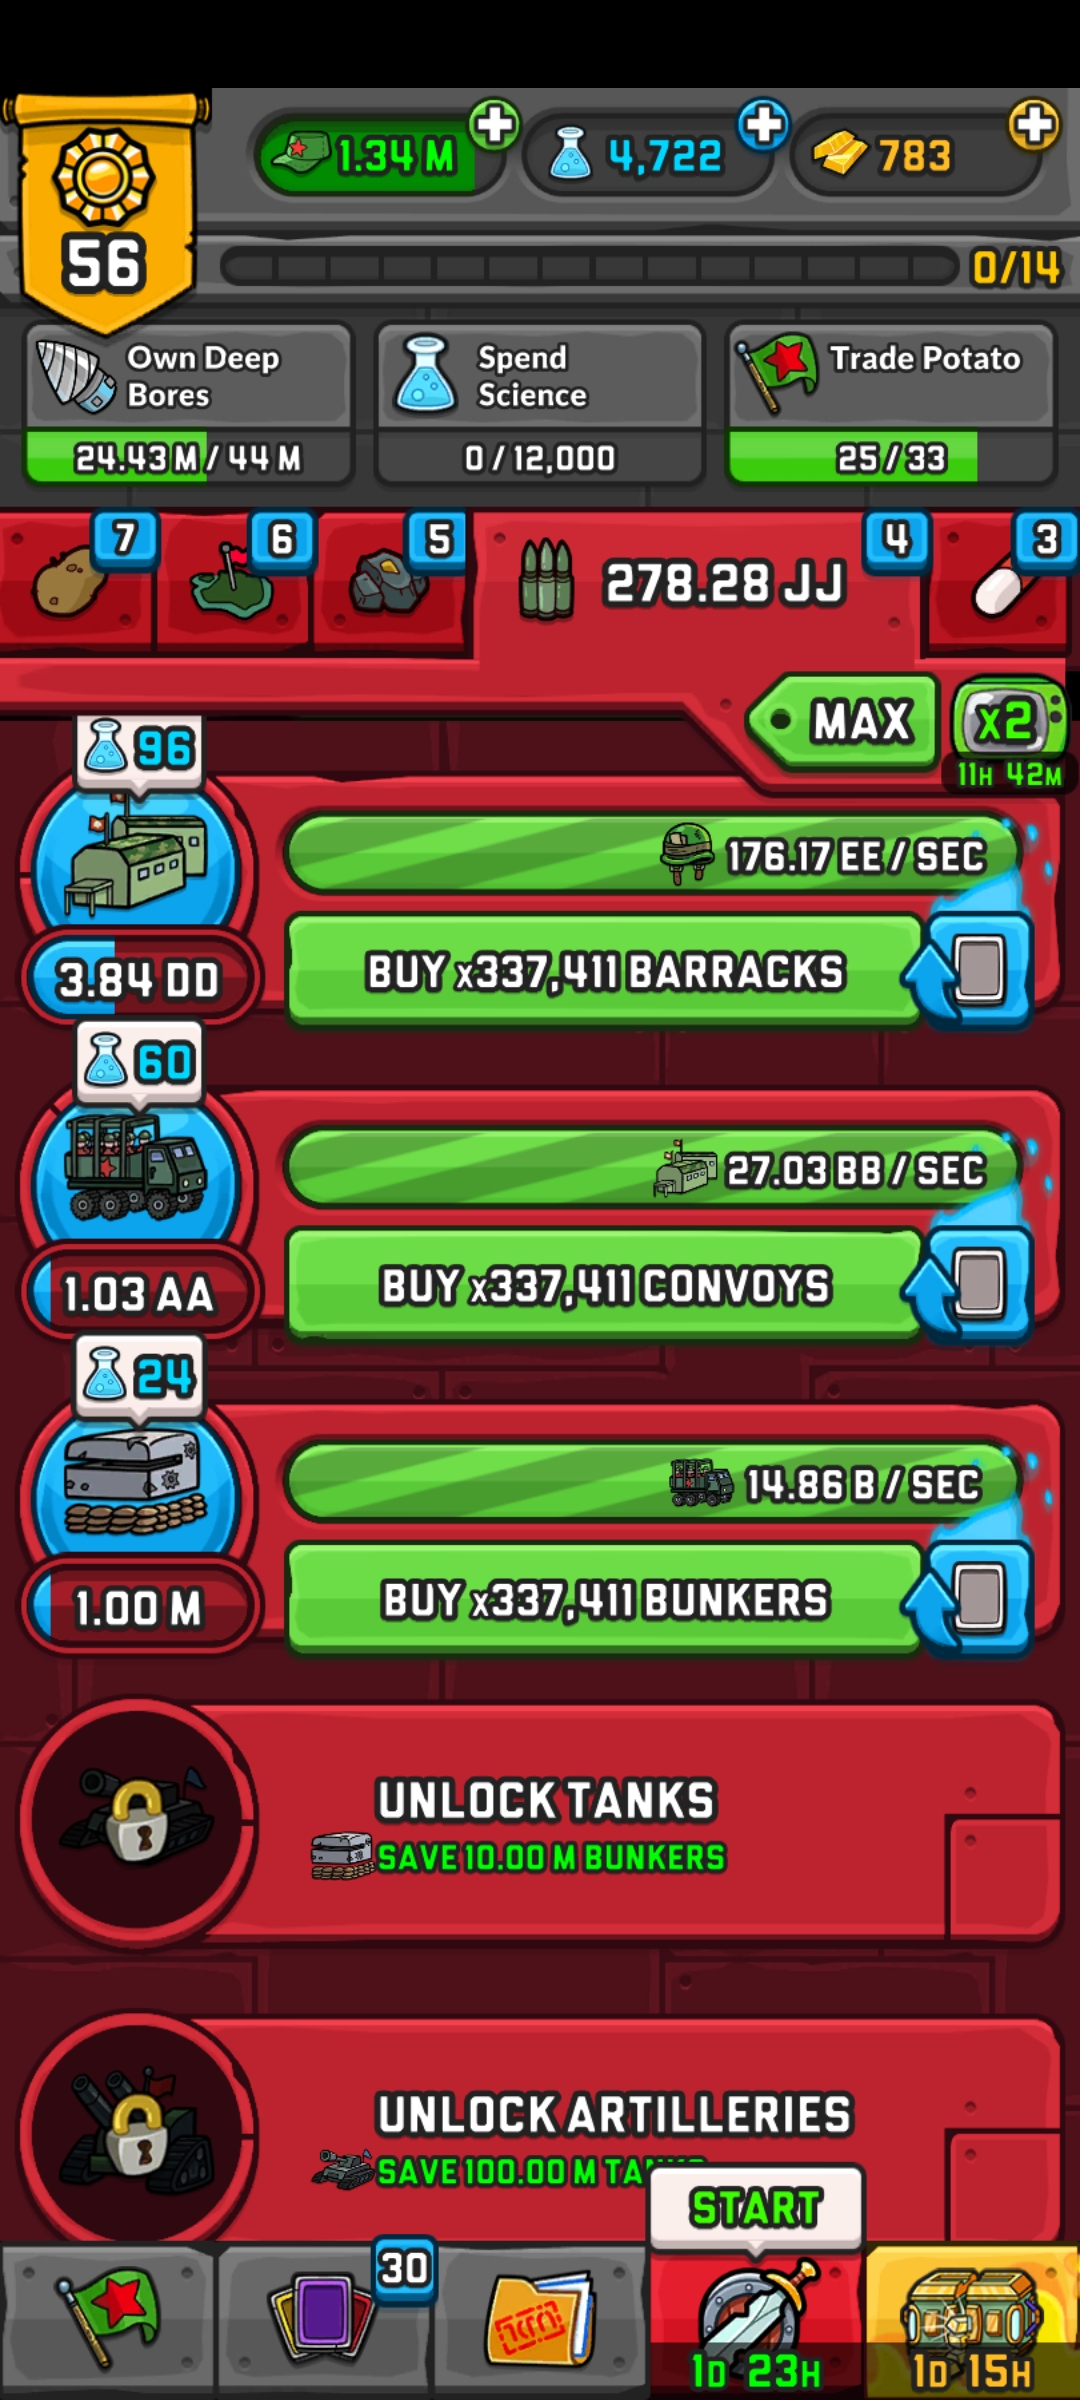 1.34 M
4,722
783
56
0/14
Own Deep
Bores
24.43 M / 44 M
Spend
Science
0 / 12,000
Trade Potato
25 / 33
7
6
5
278.28 JJ
4
3
MAX
x2
11H 42M
96
176.17 EE / SEC
3.84 DD
BUY x337,411 BARRACKS
60
27.03 BB / SEC
1.03 AA
BUY x337,411 CONVOYS
24
14.86 B / SEC
1.00 M
BUY x337,411 BUNKERS
UNLOCK TANKS
SAVE 10.00 M BUNKERS
UNLOCK ARTILLERIES
SAVE 100.00 M
START
30
1D 23H
1D 15H